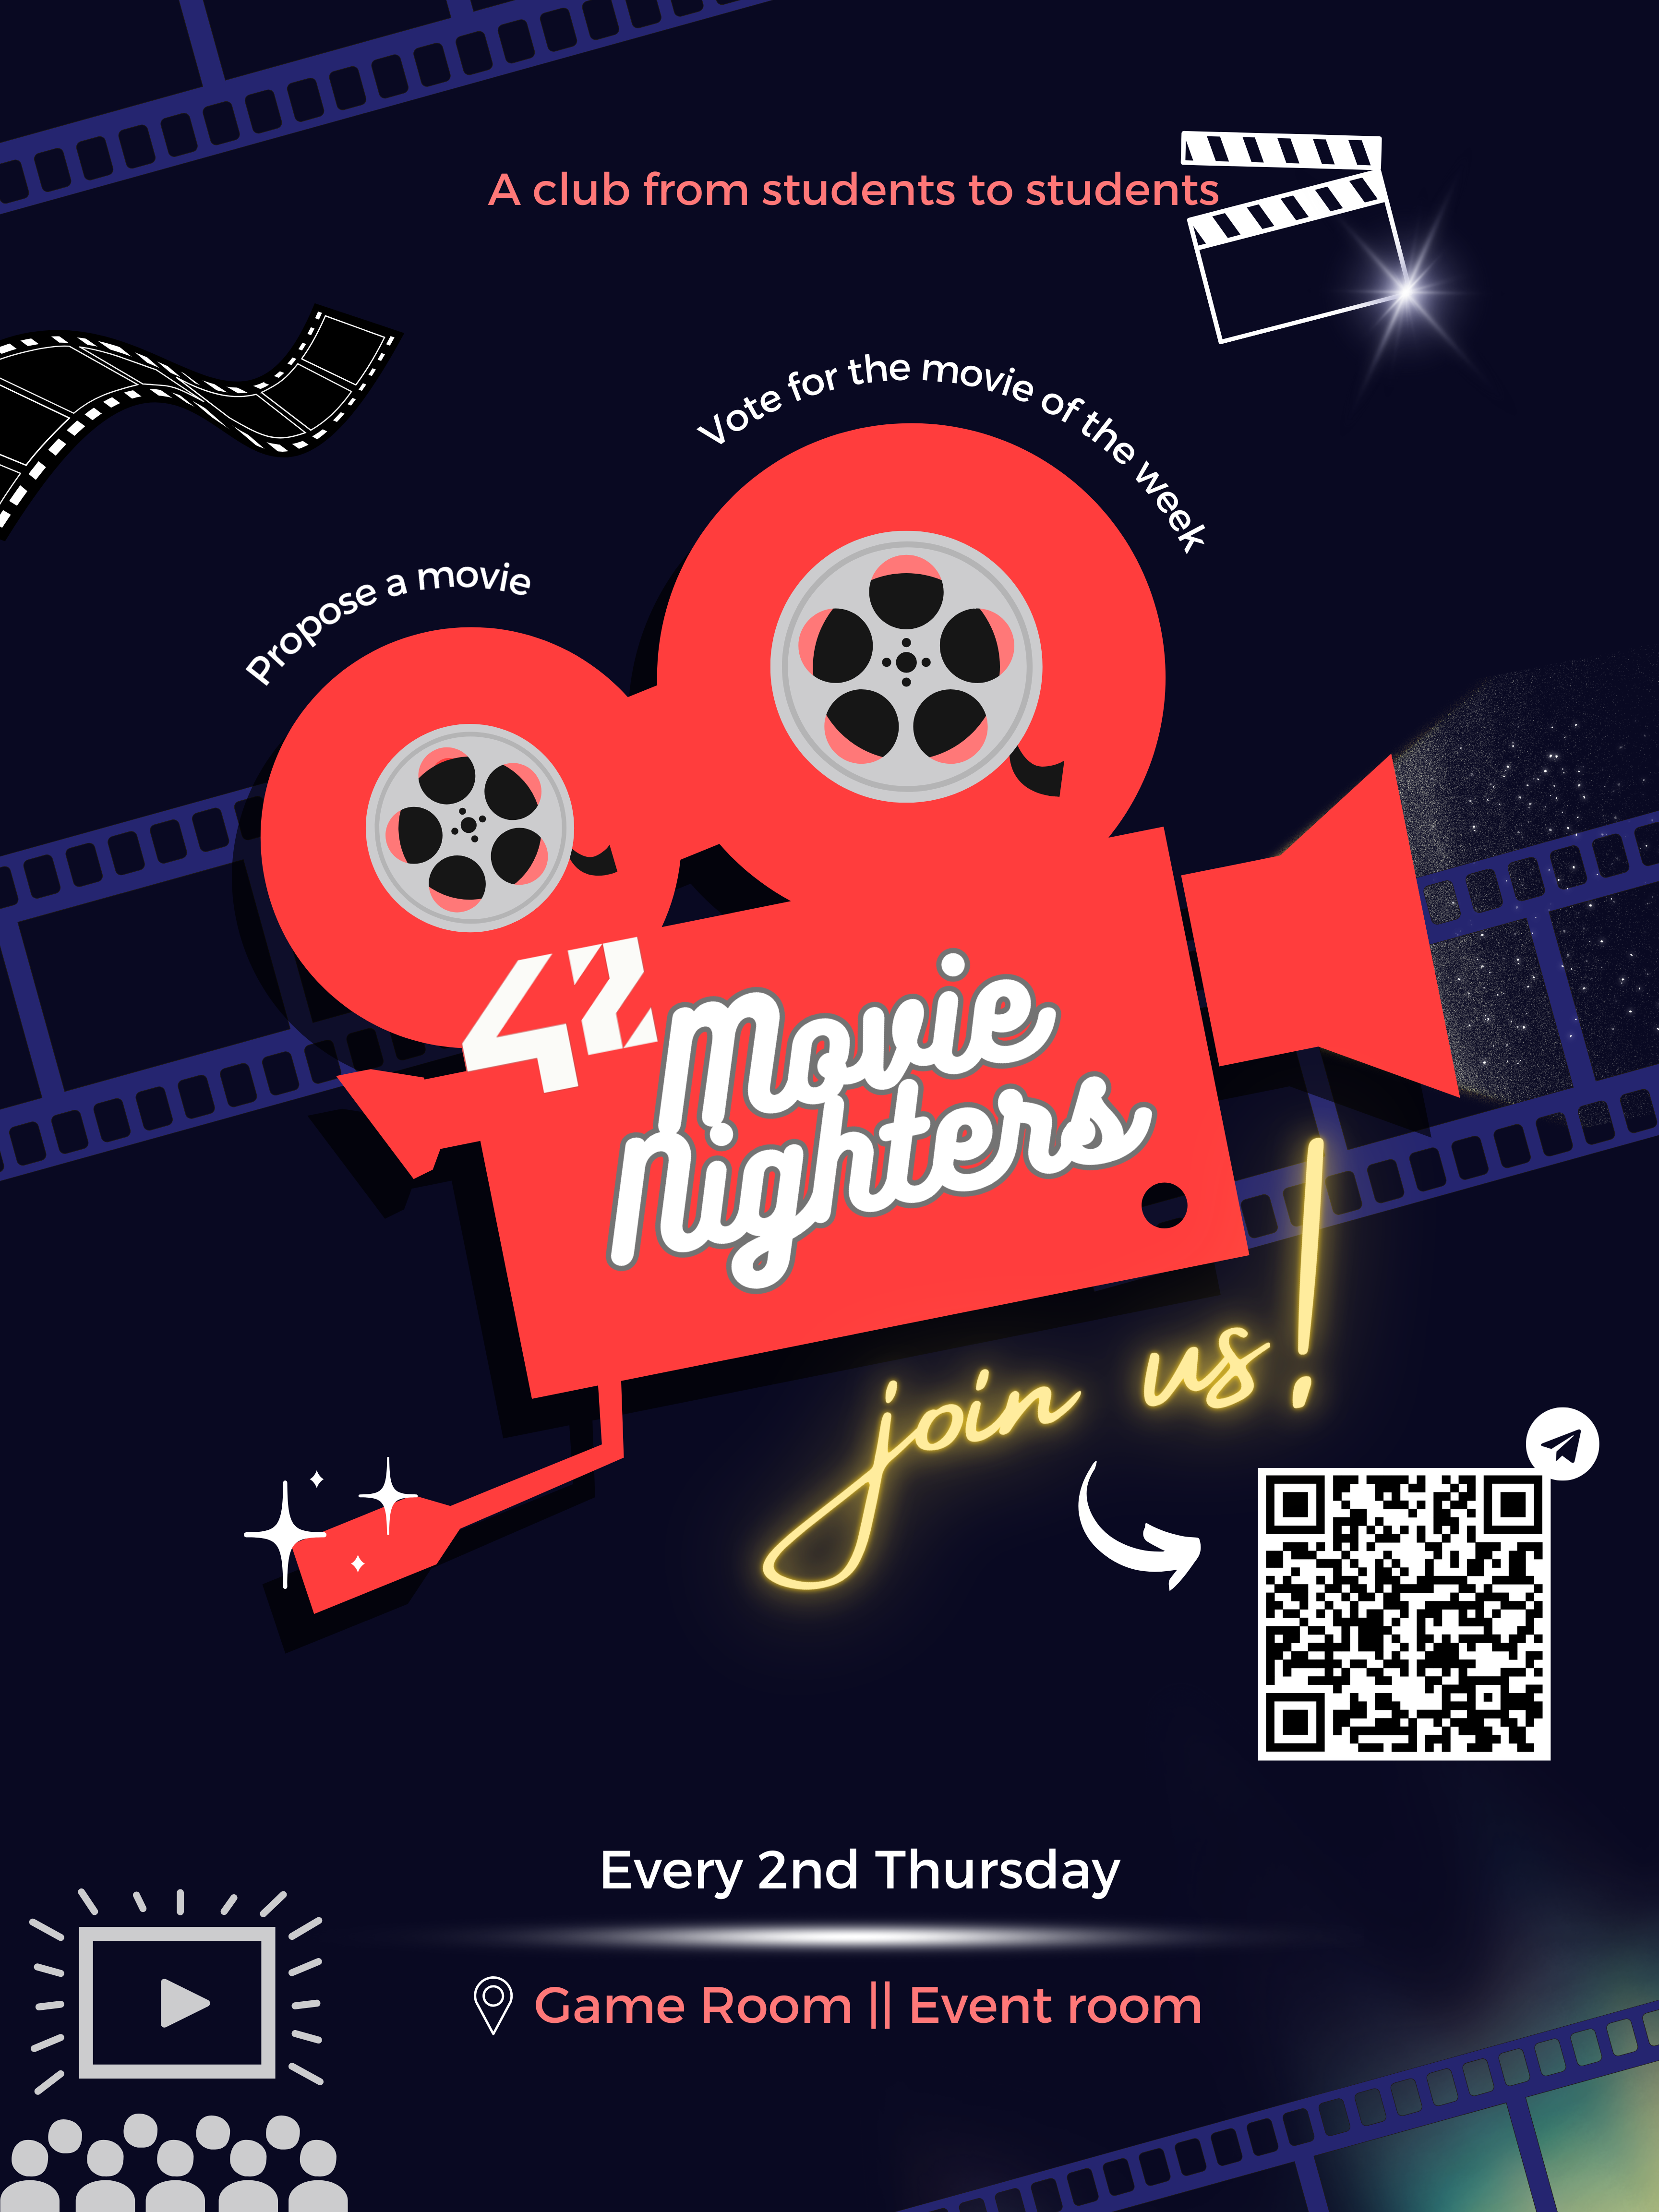 A club from students to students
Vote for the movie of the week
Propose a movie
42 Movie
Nighters
join us!
Every 2nd Thursday
Game Room || Event room